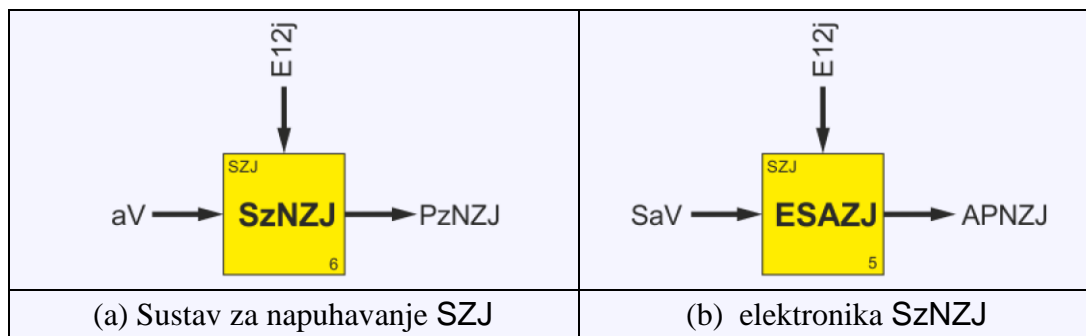 E12j
SZJ
aV SzNZJ PzNZJ
6
(a) Sustav za napuhavanje SZJ
E12j
SZJ
SaV ESAZJ APNZJ
5
(b) elektronika SzNZJ